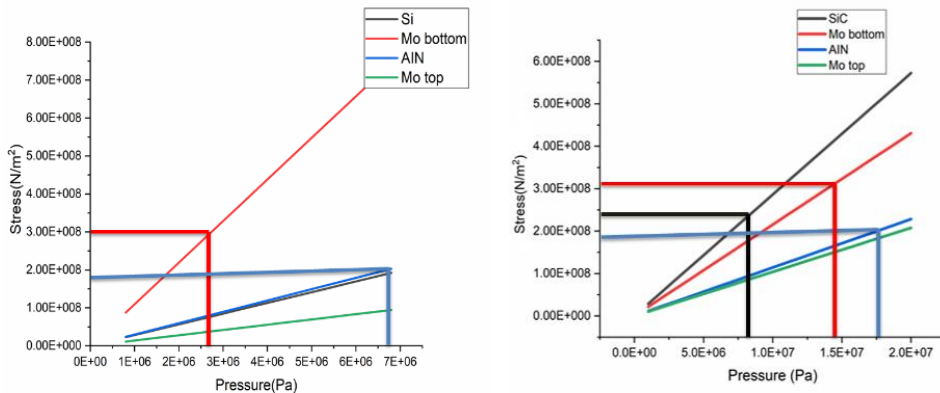 Si
Mo bottom
AIN
Mo top
8.00E+008
7.00E+008
6.00E+008
5.00E+008
4.00E+008
3.00E+008
2.00E+008
1.00E+008
0.00E+000
Stress(N/m²)
0E+00 1E+06 2E+06 3E+06 4E+06 5E+06 6E+06 7E+06
Pressure(Pa)
SiC
Mo bottom
AIN
Mo top
6.00E+008
5.00E+008
4.00E+008
3.00E+008
2.00E+008
1.00E+008
0.00E+000
Stress(N/m²)
0.0E+00 5.0E+06 1.0E+07 1.5E+07 2.0E+07
Pressure (Pa)